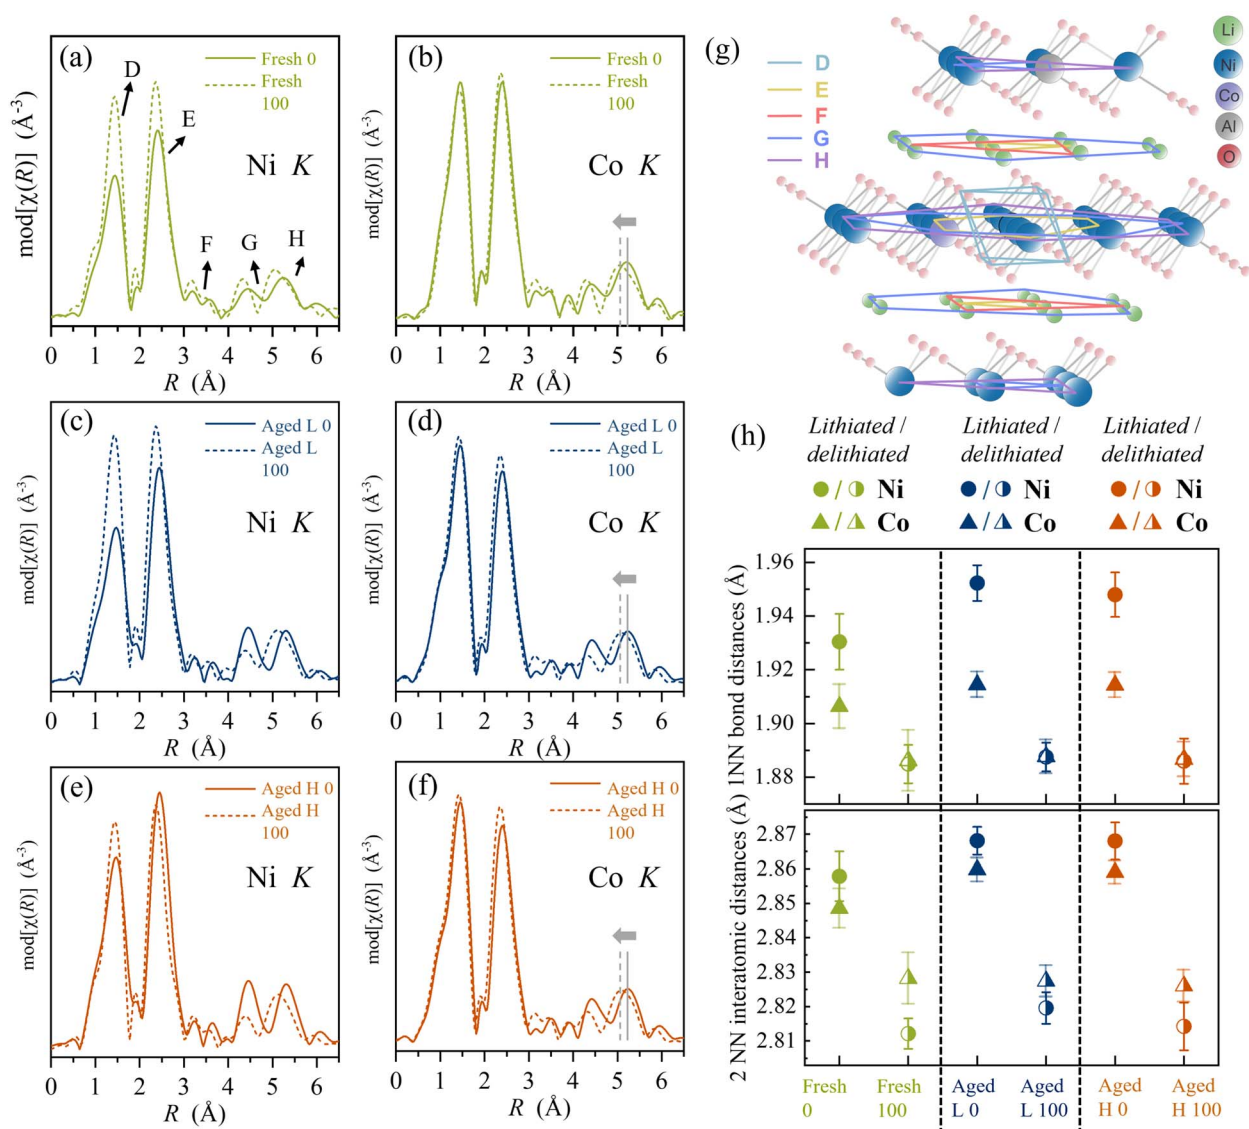 (a)
Fresh 0
Fresh
100
D
E
F
G
H
Ni K
mod[χ(R)] (Å⁻³)
0 1 2 3 4 5 6
R (Å)
(b)
Fresh 0
Fresh
100
Co K
mod[χ(R)] (Å⁻³)
0 1 2 3 4 5 6
R (Å)
(c)
Aged L 0
Aged L
100
Ni K
mod[χ(R)] (Å⁻³)
0 1 2 3 4 5 6
R (Å)
(d)
Aged L 0
Aged L
100
Co K
mod[χ(R)] (Å⁻³)
0 1 2 3 4 5 6
R (Å)
(e)
Aged H 0
Aged H
100
Ni K
mod[χ(R)] (Å⁻³)
0 1 2 3 4 5 6
R (Å)
(f)
Aged H 0
Aged H
100
Co K
mod[χ(R)] (Å⁻³)
0 1 2 3 4 5 6
R (Å)
(g)
D
E
F
G
H
Li
Ni
Co
Al
O
(h)
Lithiated /
delithiated
/ Ni
/ Co
Lithiated /
delithiated
/ Ni
/ Co
Lithiated /
delithiated
/ Ni
/ Co
1NN bond distances (Å)
1.96
1.94
1.92
1.90
1.88
2 NN interatomic distances (Å)
2.87
2.86
2.85
2.84
2.83
2.82
2.81
Fresh
0
Fresh
100
Aged
L 0
Aged
L 100
Aged
H 0
Aged
H 100